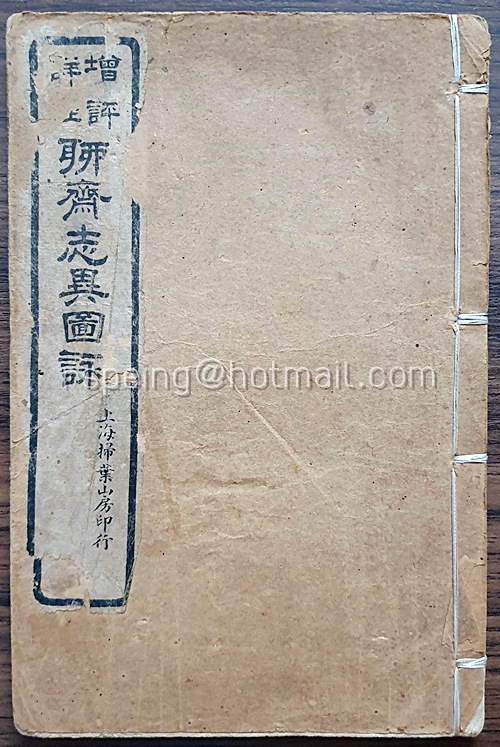 增評
詳
聊齋志異圖詠
上海掃葉山房印行
speing@hotmail.com